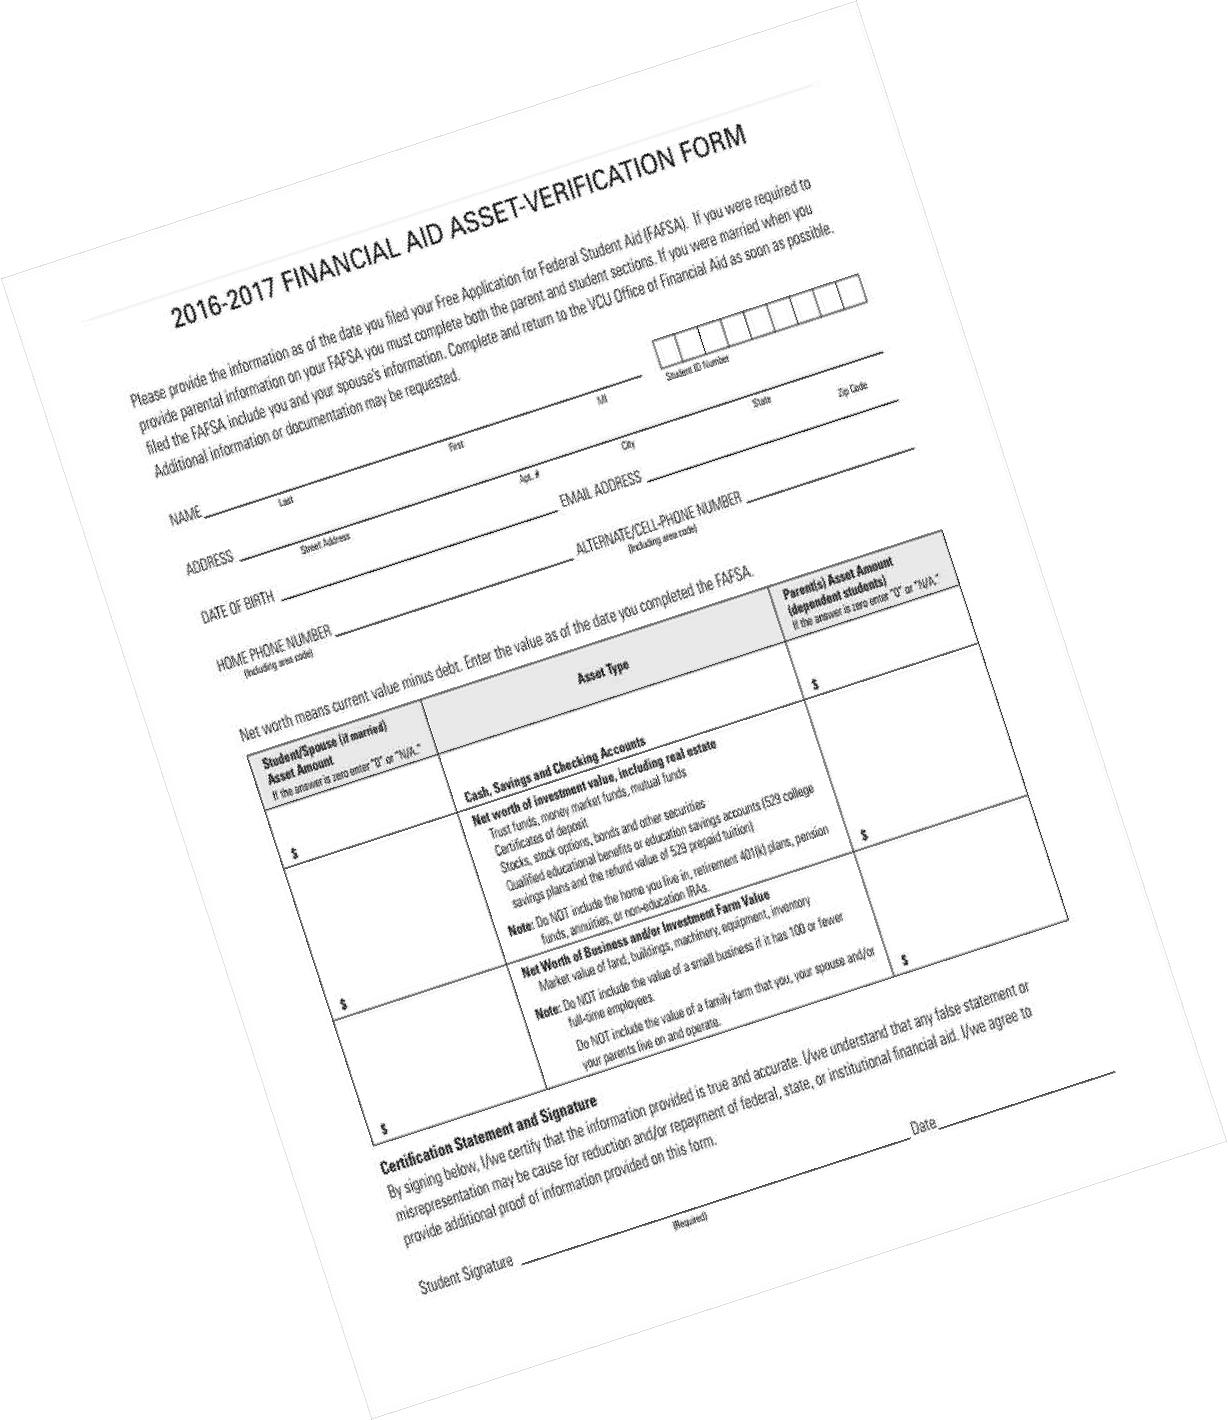 2016-2017 FINANCIAL AID ASSET-VERIFICATION FORM
Please provide the information as of the date you filed your Free Application for Federal Student Aid (FAFSA). If you were required to
provide parental information on your FAFSA you must complete both the parent and student sections. If you were married when you
filed the FAFSA include you and your spouse's information. Complete and return to the VCU Office of Financial Aid as soon as possible.
Additional information or documentation may be requested.
Student ID Number
NAME
Last First MI
ADDRESS
Street Address Apt. # City State Zip Code
DATE OF BIRTH EMAIL ADDRESS
HOME PHONE NUMBER ALTERNATE/CELL-PHONE NUMBER
(Including area code) (Including area code)
Net worth means current value minus debt. Enter the value as of the date you completed the FAFSA.
Student/Spouse (if married)
Asset Amount
If the answer is zero enter "0" or "N/A."
Asset Type
Parent(s) Asset Amount
(dependent students)
If the answer is zero enter "0" or "N/A."
$
Cash, Savings and Checking Accounts
$
$
Net worth of investment value, including real estate
Trust funds, money market funds, mutual funds
Certificates of deposit
Stocks, stock options, bonds and other securities
Qualified educational benefits or education savings accounts (529 college
savings plans and the refund value of 529 prepaid tuition)
Note: Do NOT include the home you live in, retirement 401(k) plans, pension
funds, annuities, or non-education IRAs.
$
$
Net Worth of Business and/or Investment Farm Value
Market value of land, buildings, machinery, equipment, inventory
Note: Do NOT include the value of a small business if it has 100 or fewer
full-time employees.
Do NOT include the value of a family farm that you, your spouse and/or
your parents live on and operate.
$
Certification Statement and Signature
By signing below, I/we certify that the information provided is true and accurate. I/we understand that any false statement or
misrepresentation may be cause for reduction and/or repayment of federal, state, or institutional financial aid. I/we agree to
provide additional proof of information provided on this form.
Student Signature Date
(Required)